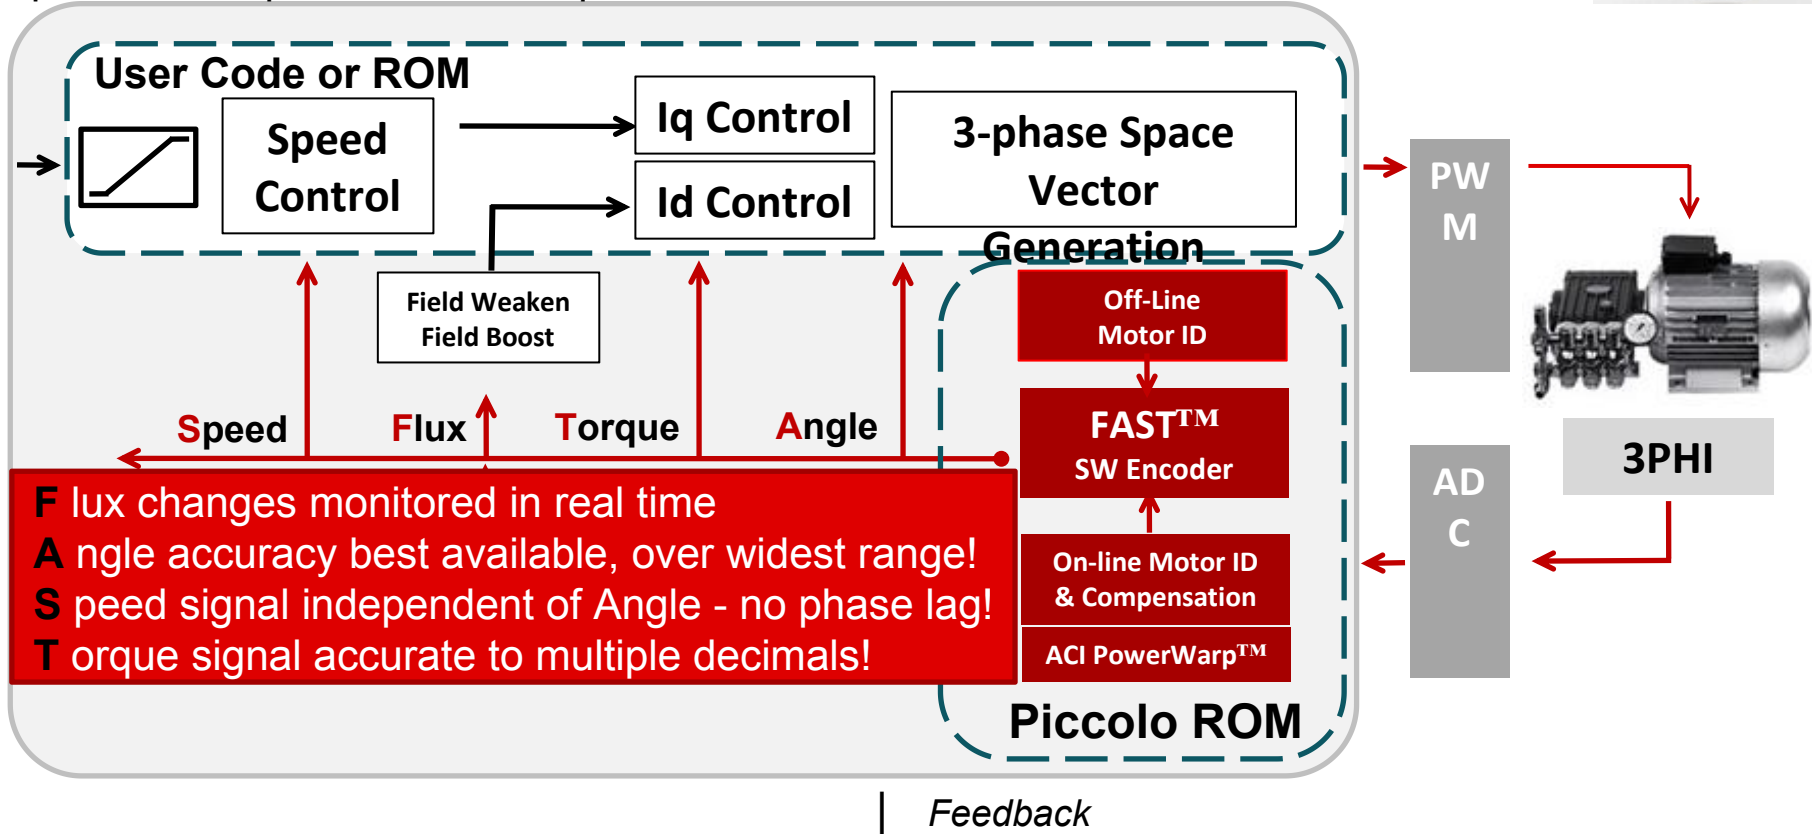 User Code or ROM
Speed
Control
Iq Control
Id Control
3-phase Space
Vector
Generation
PW
M
Field Weaken
Field Boost
Off-Line
Motor ID
Speed
Flux
Torque
Angle
FAST™
SW Encoder
3PHI
AD
C
F lux changes monitored in real time
A ngle accuracy best available, over widest range!
S peed signal independent of Angle - no phase lag!
T orque signal accurate to multiple decimals!
On-line Motor ID
& Compensation
ACI PowerWarp™
Piccolo ROM
Feedback